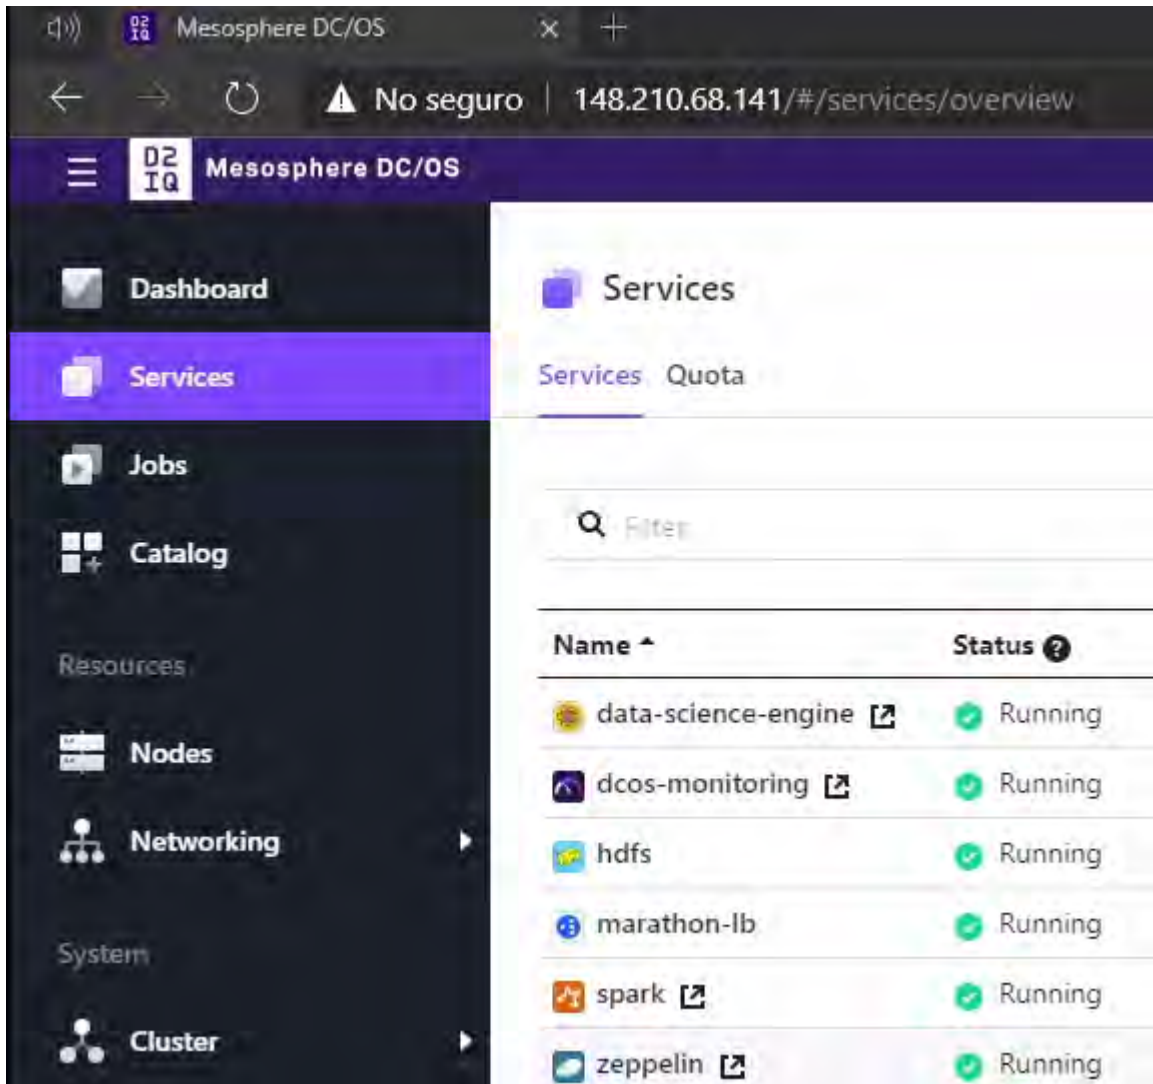 Mesosphere DC/OS
No seguro | 148.210.68.141/#/services/overview
D2 IQ Mesosphere DC/OS
Dashboard
Services
Jobs
Catalog
Resources
Nodes
Networking
System
Cluster
Services
Services Quota
Filter
Name Status
data-science-engine Running
dcos-monitoring Running
hdfs Running
marathon-lb Running
spark Running
zeppelin Running